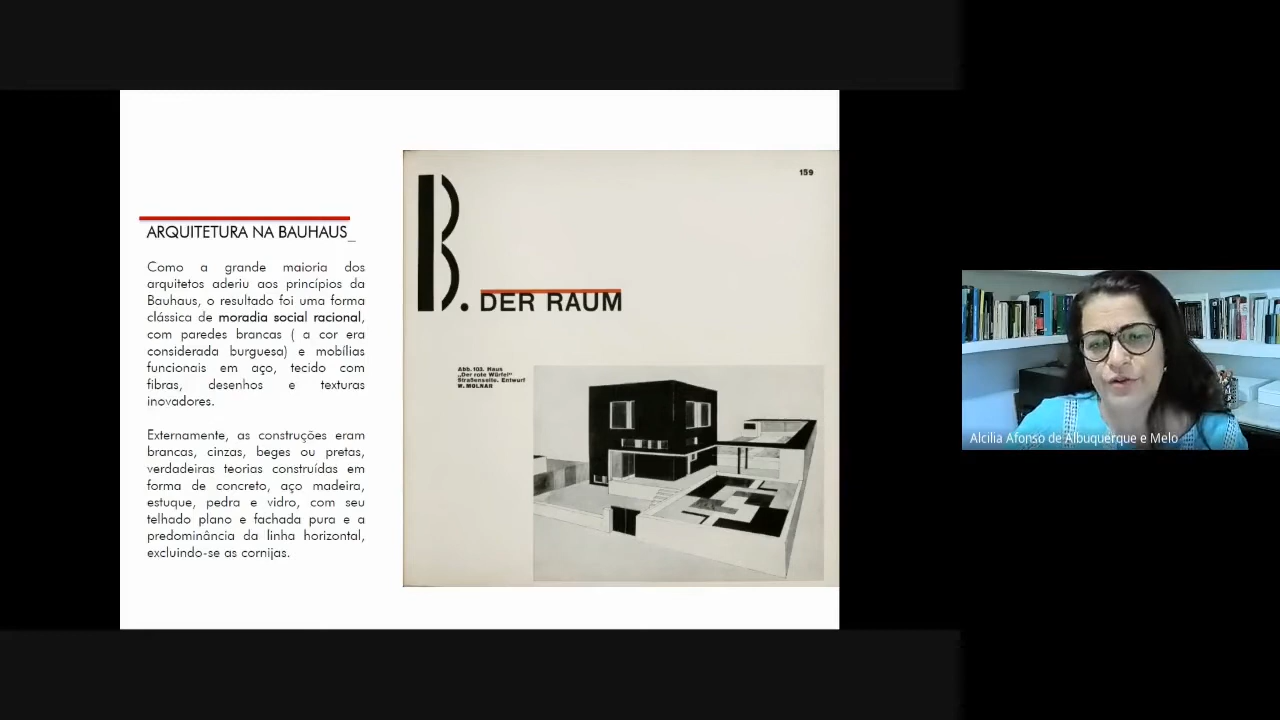 ARQUITETURA NA BAUHAUS_
Como a grande maioria dos
arquitetos aderiu aos princípios da
Bauhaus, o resultado foi uma forma
clássica de moradia social racional,
com paredes brancas ( a cor era
considerada burguesa) e mobílias
funcionais em aço, tecido com
fibras, desenhos e texturas
inovadores.
Externamente, as construções eram
brancas, cinzas, beges ou pretas,
verdadeiras teorias construídas em
forma de concreto, aço madeira,
estuque, pedra e vidro, com seu
telhado plano e fachada pura e a
predominância da linha horizontal,
excluindo-se as cornijas.
159
B. DER RAUM
Abb. 103. Haus
„Der rote Würfel"
Straßenseite. Entwurf
W. MOLNAR
Alcilia Afonso de Albuquerque e Melo